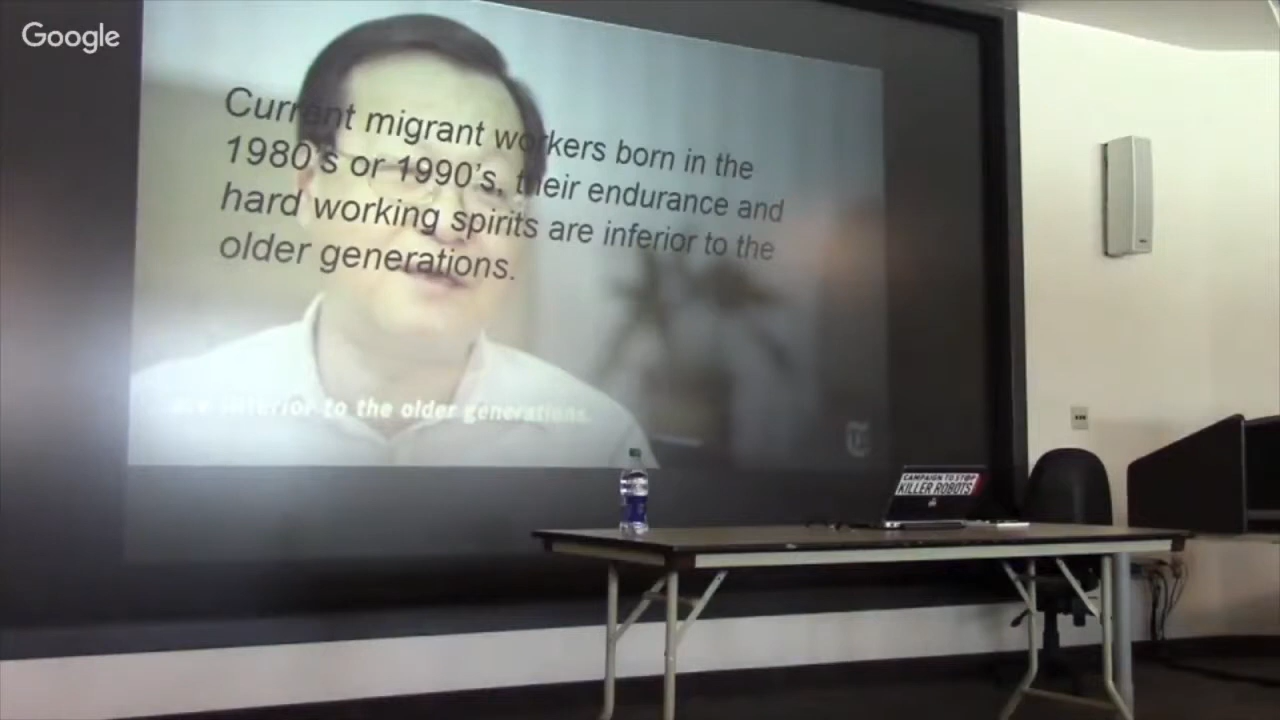 Google
Current migrant workers born in the
1980's or 1990's, their endurance and
hard working spirits are inferior to the
older generations.
are inferior to the older generations.
T
CAMPAIGN TO STOP
KILLER ROBOTS